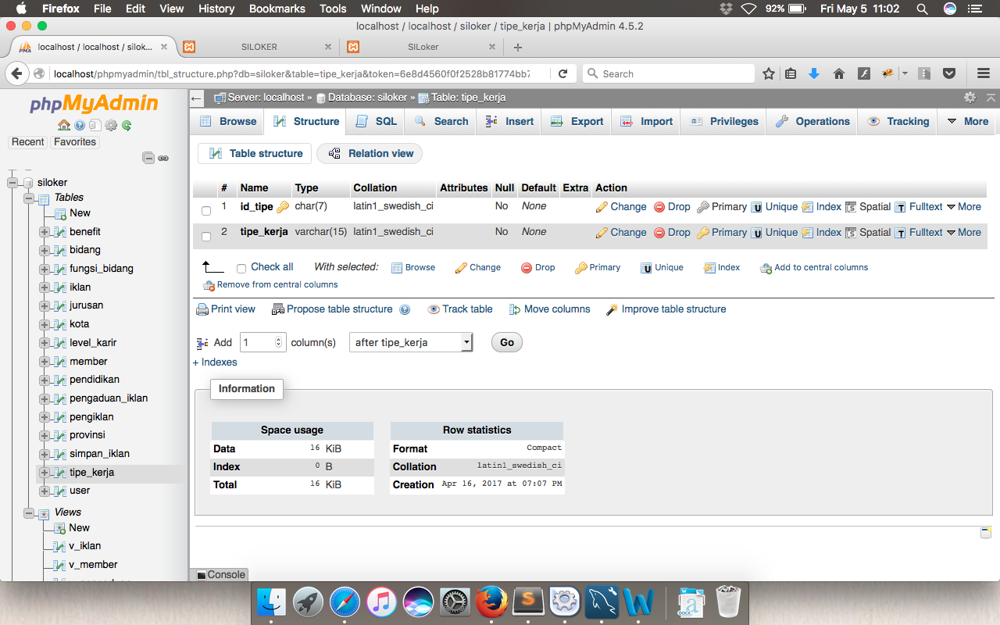 Firefox File Edit View History Bookmarks Tools Window Help 92% Fri May 5 11:02
localhost / localhost / siloker / tipe_kerja | phpMyAdmin 4.5.2
PMA localhost / localhost / silok... SILOKER SILoker
localhost/phpmyadmin/tbl_structure.php?db=siloker&table=tipe_kerja&token=6e8d4560f0f2528b81774bb7 Search
phpMyAdmin
Recent Favorites
siloker
Tables
New
benefit
bidang
fungsi_bidang
iklan
jurusan
kota
level_karir
member
pendidikan
pengaduan_iklan
pengiklan
provinsi
simpan_iklan
tipe_kerja
user
Views
New
v_iklan
v_member
Server: localhost » Database: siloker » Table: tipe_kerja
Browse Structure SQL Search Insert Export Import Privileges Operations Tracking More
Table structure Relation view
# Name Type Collation Attributes Null Default Extra Action
1 id_tipe char(7) latin1_swedish_ci No None Change Drop Primary Unique Index Spatial Fulltext More
2 tipe_kerja varchar(15) latin1_swedish_ci No None Change Drop Primary Unique Index Spatial Fulltext More
Check all With selected: Browse Change Drop Primary Unique Index Add to central columns
Remove from central columns
Print view Propose table structure Track table Move columns Improve table structure
Add 1 column(s) after tipe_kerja Go
+ Indexes
Information
Space usage
Data 16 KiB
Index 0 B
Total 16 KiB
Row statistics
Format Compact
Collation latin1_swedish_ci
Creation Apr 16, 2017 at 07:07 PM
Console